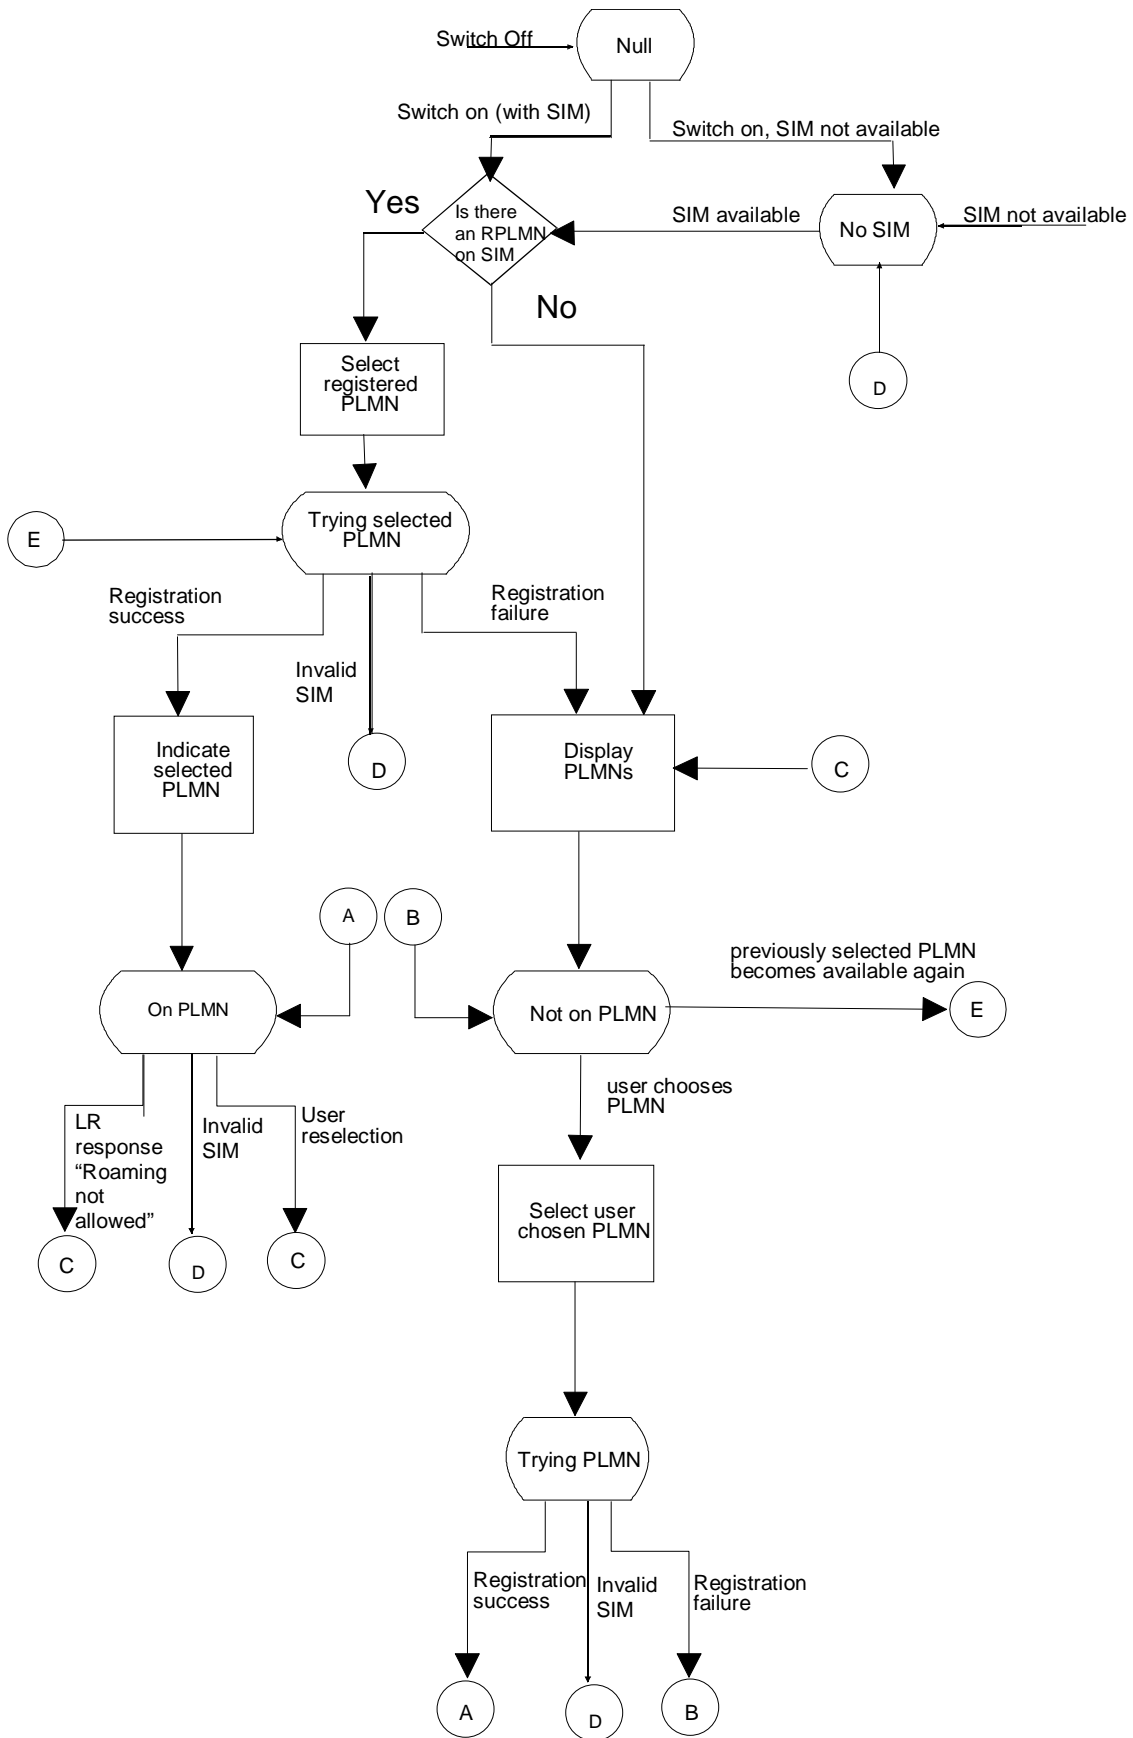 Switch Off
Null
Switch on (with SIM)
Switch on, SIM not available
Yes
Is there
an RPLMN
on SIM
SIM available
No SIM
SIM not available
No
D
Select
registered
PLMN
E
Trying selected
PLMN
Registration
success
Invalid
SIM
Registration
failure
Indicate
selected
PLMN
D
Display
PLMNs
C
A
B
On PLMN
Not on PLMN
previously selected PLMN
becomes available again
E
LR
response
“Roaming
not
allowed”
Invalid
SIM
User
reselection
user chooses
PLMN
C
D
C
Select user
chosen PLMN
Trying PLMN
Registration
success
Invalid
SIM
Registration
failure
A
D
B